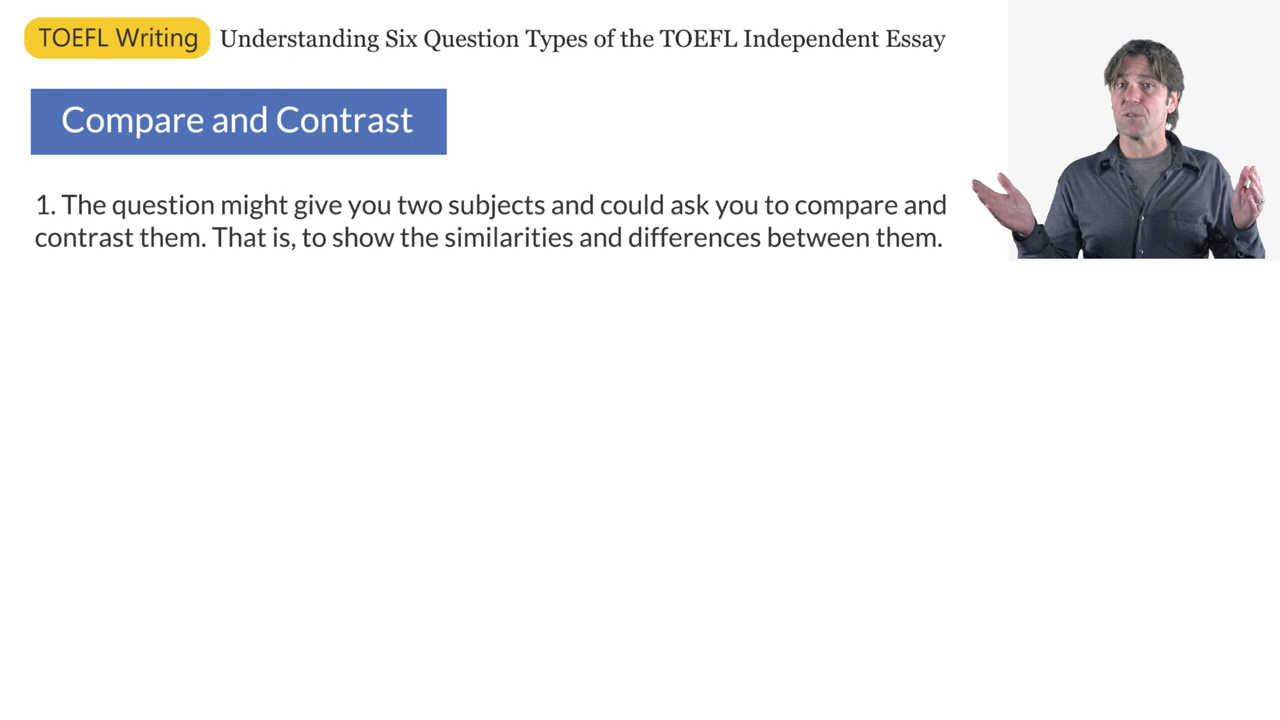 TOEFL Writing Understanding Six Question Types of the TOEFL Independent Essay
Compare and Contrast
1. The question might give you two subjects and could ask you to compare and
contrast them. That is, to show the similarities and differences between them.